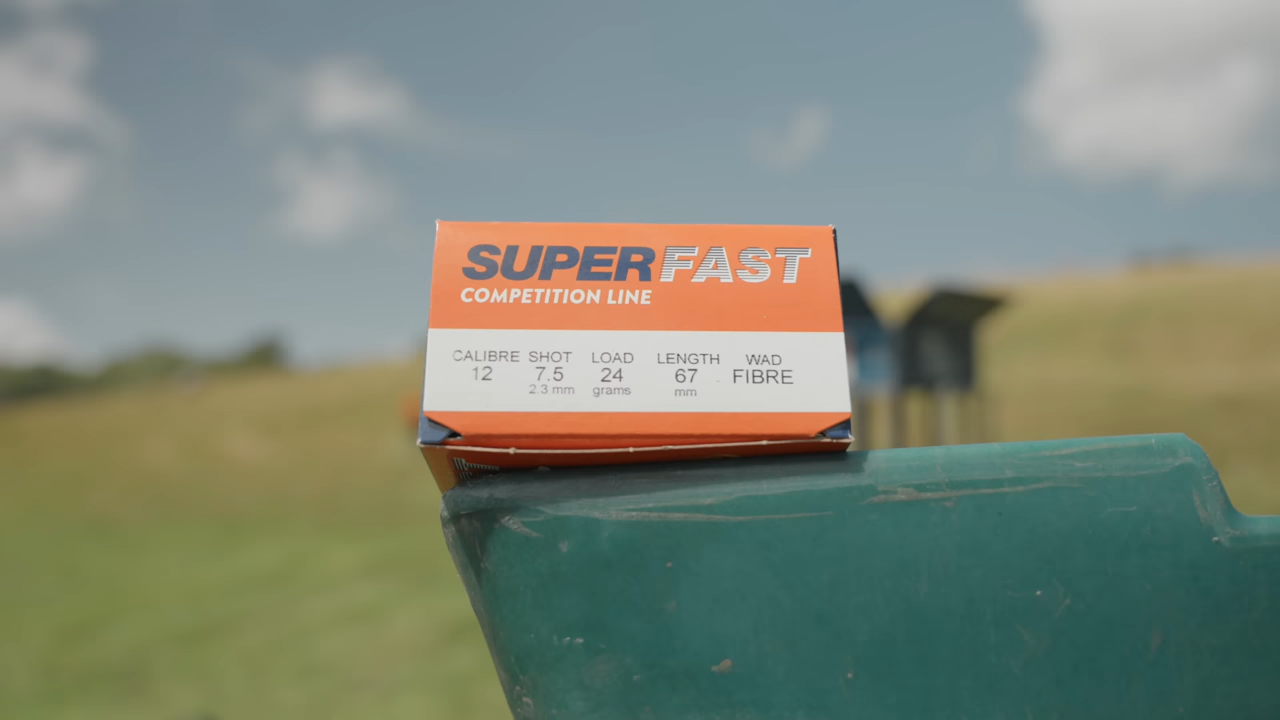 SUPERFAST
COMPETITION LINE
CALIBRE SHOT LOAD LENGTH WAD
12 7.5 24 67 FIBRE
2.3 mm grams mm